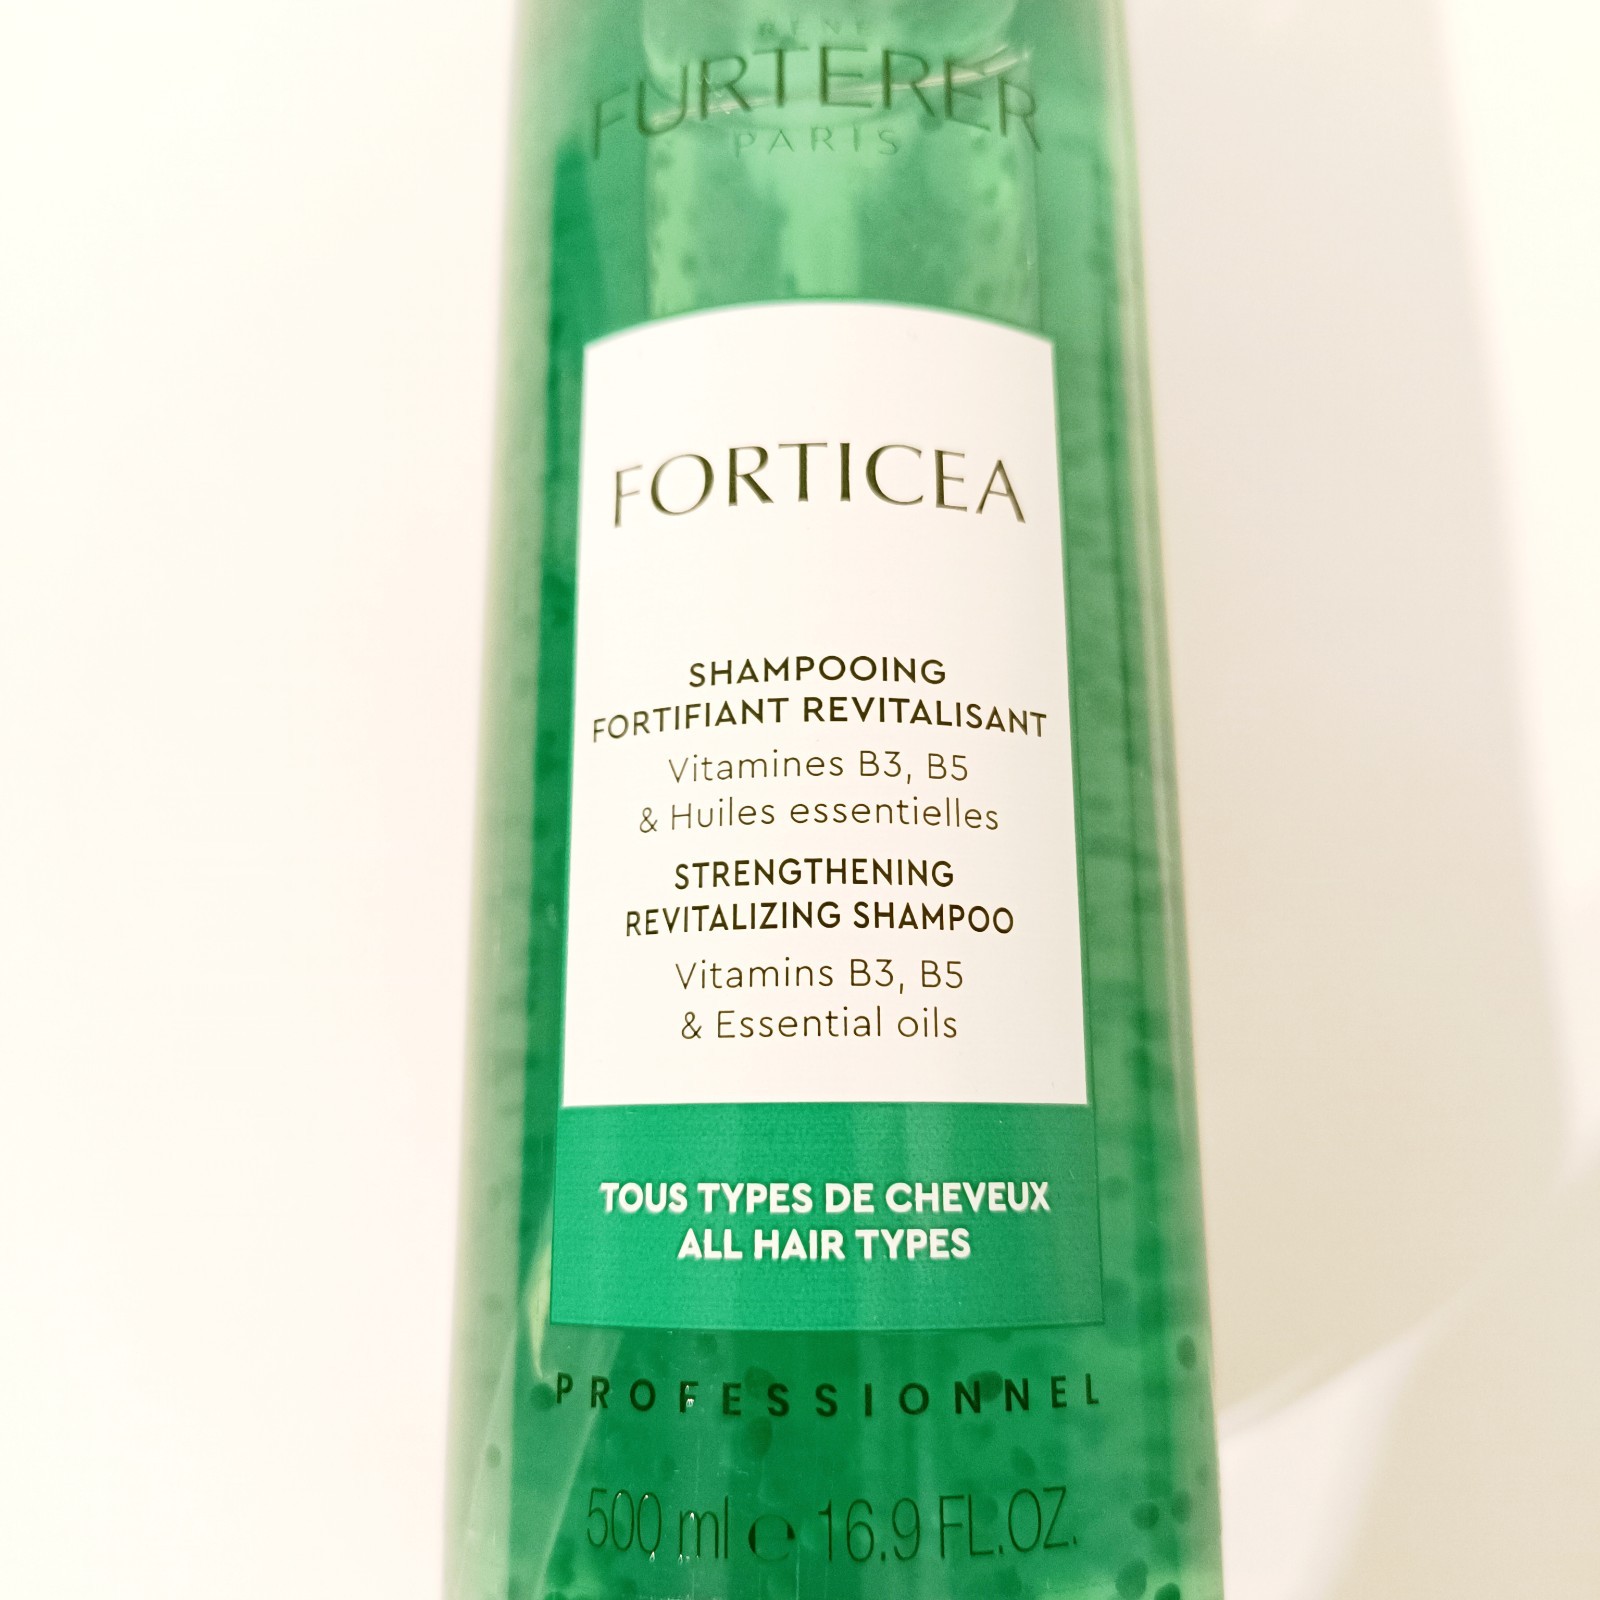 RENE
FURTERER
PARIS
FORTICEA
SHAMPOOING
FORTIFIANT REVITALISANT
Vitamines B3, B5
& Huiles essentielles
STRENGTHENING
REVITALIZING SHAMPOO
Vitamins B3, B5
& Essential oils
TOUS TYPES DE CHEVEUX
ALL HAIR TYPES
PROFESSIONNEL
500 ml ℮ 16.9 FL.OZ.